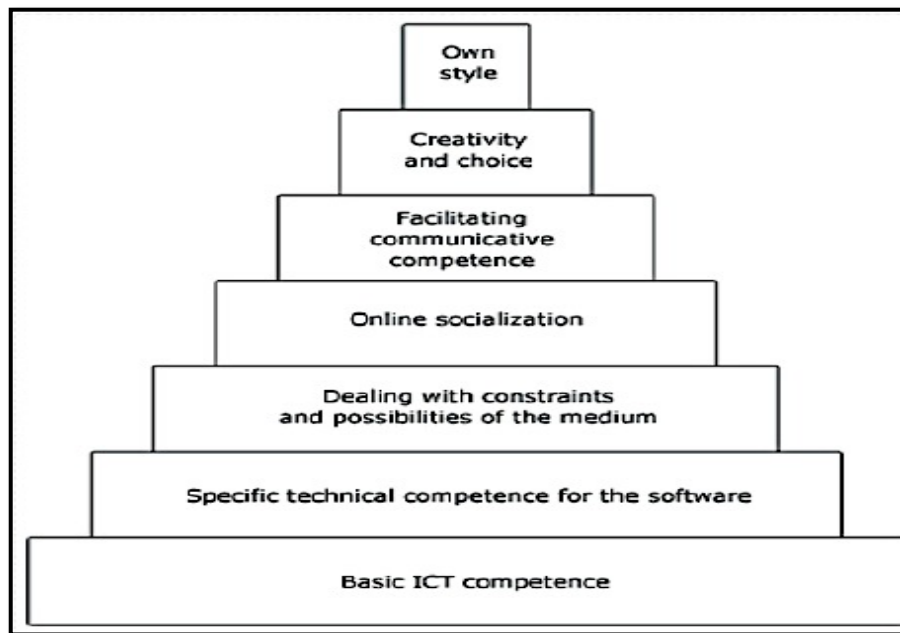 Own
style
Creativity
and choice
Facilitating
communicative
competence
Online socialization
Dealing with constraints
and possibilities of the medium
Specific technical competence for the software
Basic ICT competence